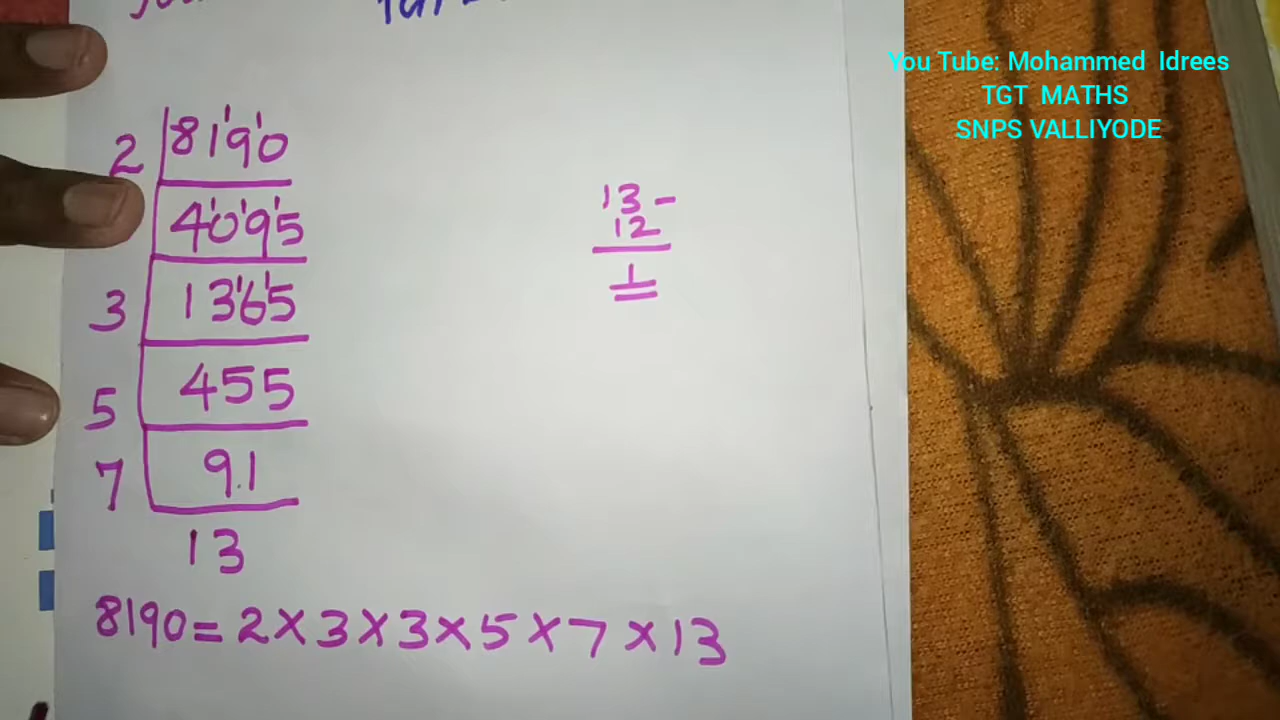 You Tube: Mohammed Idrees
TGT MATHS
SNPS VALLIYODE
2 8190
4095
3 1365
5 455
7 91
13
13 -
12
1
8190 = 2 × 3 × 3 × 5 × 7 × 13